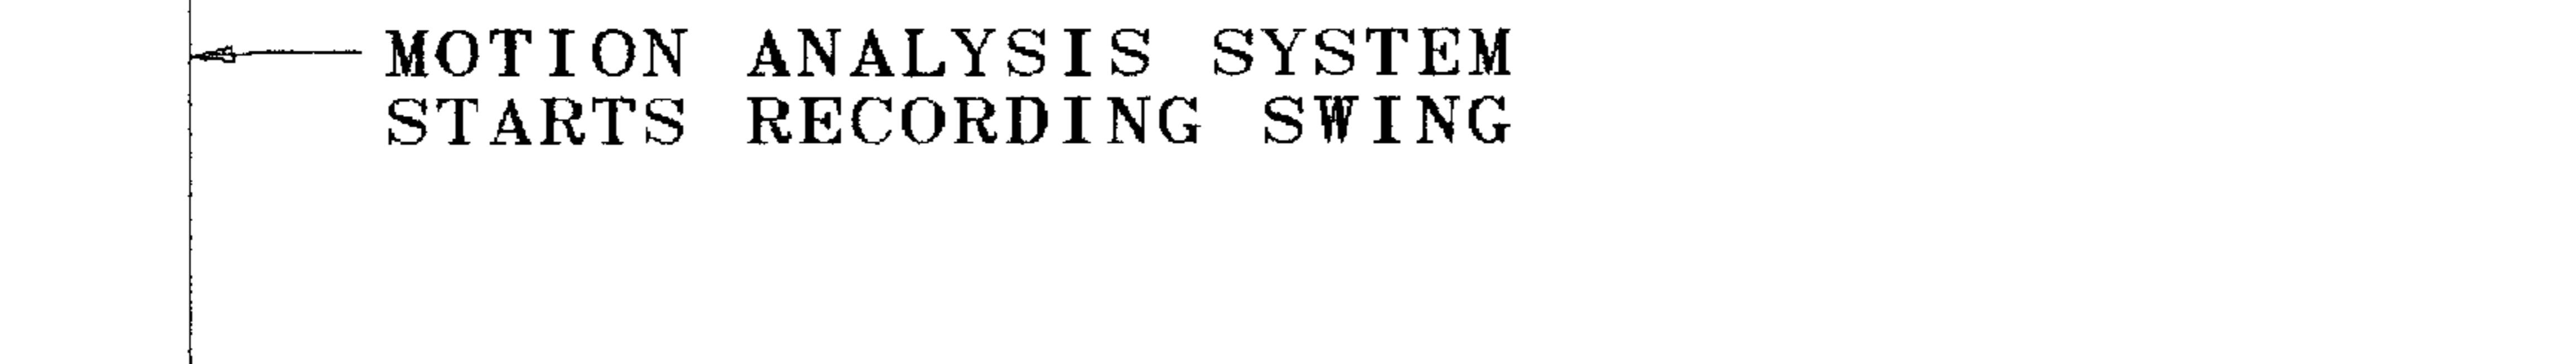 MOTION ANALYSIS SYSTEM
STARTS RECORDING SWING